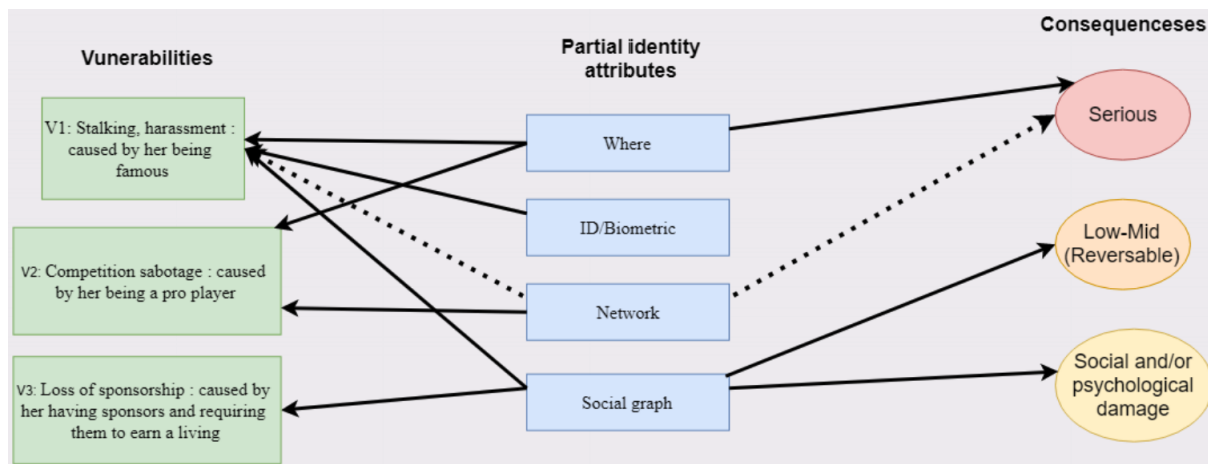 Vunerabilities
V1: Stalking, harassment :
caused by her being
famous
V2: Competition sabotage : caused
by her being a pro player
V3: Loss of sponsorship : caused by
her having sponsors and requiring
them to earn a living
Partial identity
attributes
Where
ID/Biometric
Network
Social graph
Consequenceses
Serious
Low-Mid
(Reversable)
Social and/or
psychological
damage